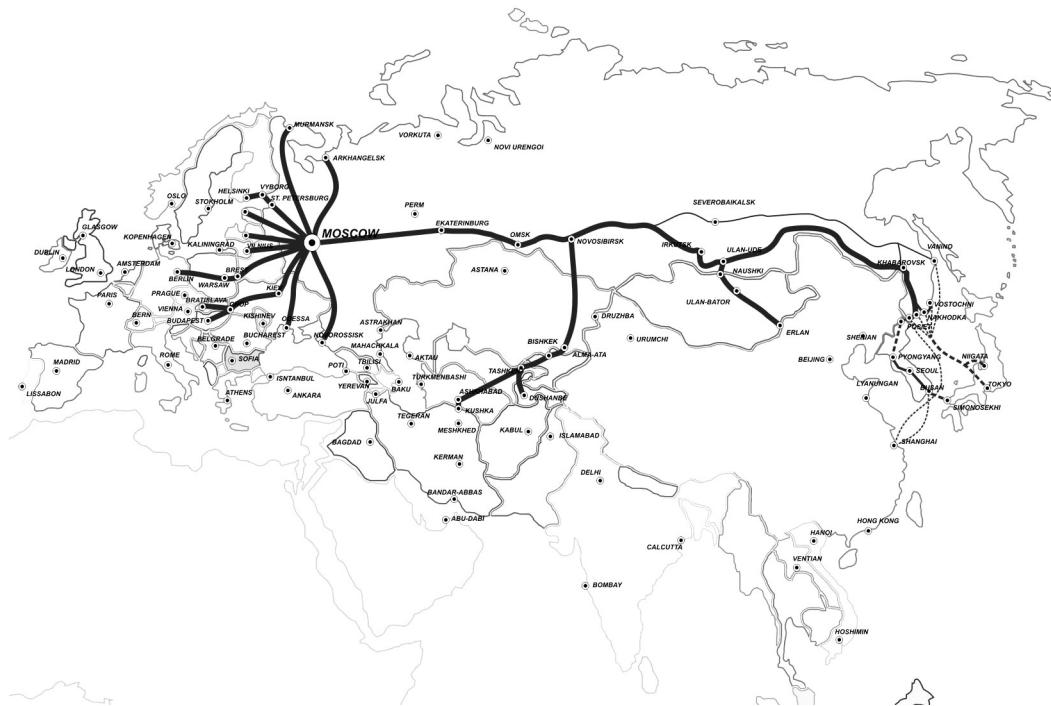 MURMANSK
VORKUTA
NOVI URENGOI
ARKHANGELSK
HELSINKI
VYBORG
OSLO
STOKHOLM
ST. PETERSBURG
PERM
SEVEROBAIKALSK
GLASGOW
KOPENHAGEN
KALININGRAD
VILNIUS
MOSCOW
EKATERINBURG
OMSK
NOVOSIBIRSK
IRKUTSK
ULAN-UDE
VANINO
DUBLIN
LONDON
AMSTERDAM
BERLIN
WARSAW
BREST
ASTANA
NAUSHKI
KHABAROVSK
PARIS
PRAGUE
BRATISLAVA
VIENNA
KIEV
ULAN-BATOR
VOSTOCHNI
NAKHODKA
BERN
BUDAPEST
KISHINEV
ODESSA
NOVOROSSISK
ASTRAKHAN
DRUZHBA
ERLAN
POSJET
BELGRADE
BUCHAREST
MAHACHKALA
BISHKEK
ALMA-ATA
URUMCHI
SHENIAN
MADRID
ROME
SOFIA
POTI
TBILISI
AKTAU
TASHKENT
BEIJING
PYONGYANG
NIIGATA
LISSABON
ISNTANBUL
YEREVAN
BAKU
TURKMENBASHI
SEOUL
ATHENS
ANKARA
JULFA
ASHKHABAD
DUSHANBE
LYANUNGAN
BUSAN
TOKYO
TEGERAN
KUSHKA
SIMONOSEKHI
MESHKHED
KABUL
ISLAMABAD
BAGDAD
SHANGHAI
KERMAN
DELHI
BANDAR-ABBAS
ABU-DABI
HONG KONG
CALCUTTA
HANOI
VENTIAN
BOMBAY
HOSHIMIN